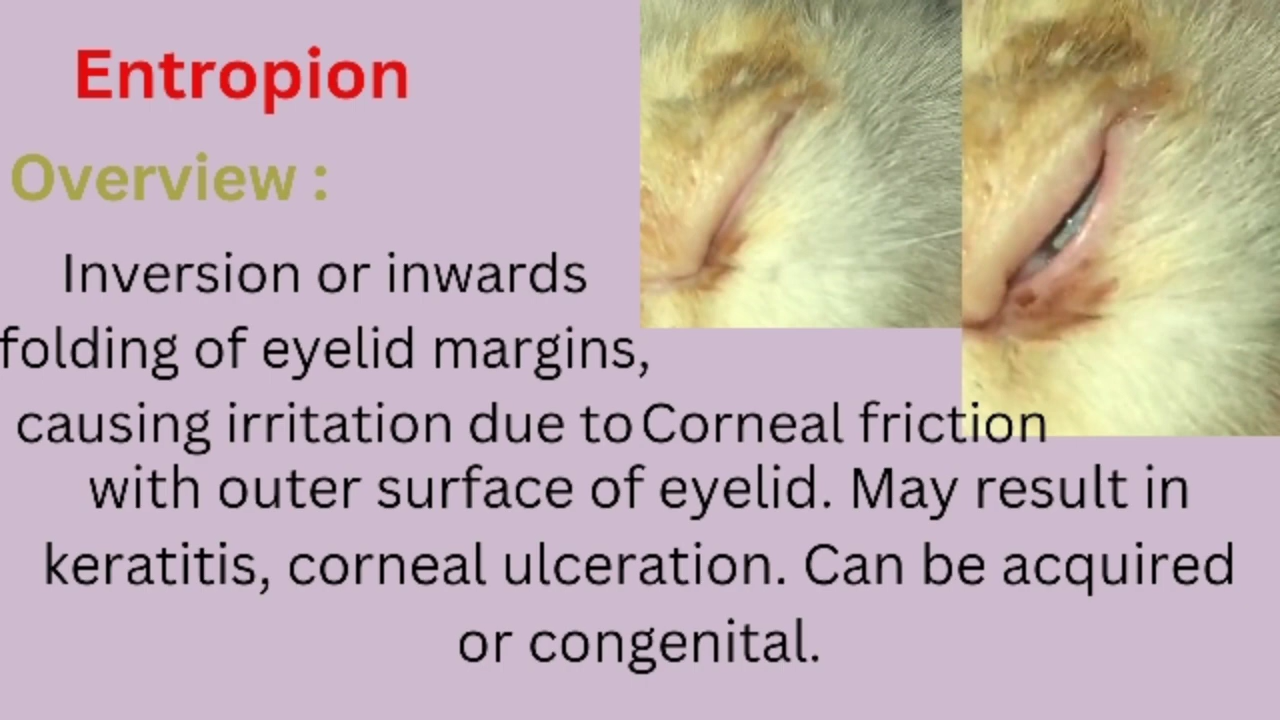 Entropion
Overview :
Inversion or inwards
folding of eyelid margins,
causing irritation due to Corneal friction
with outer surface of eyelid. May result in
keratitis, corneal ulceration. Can be acquired
or congenital.